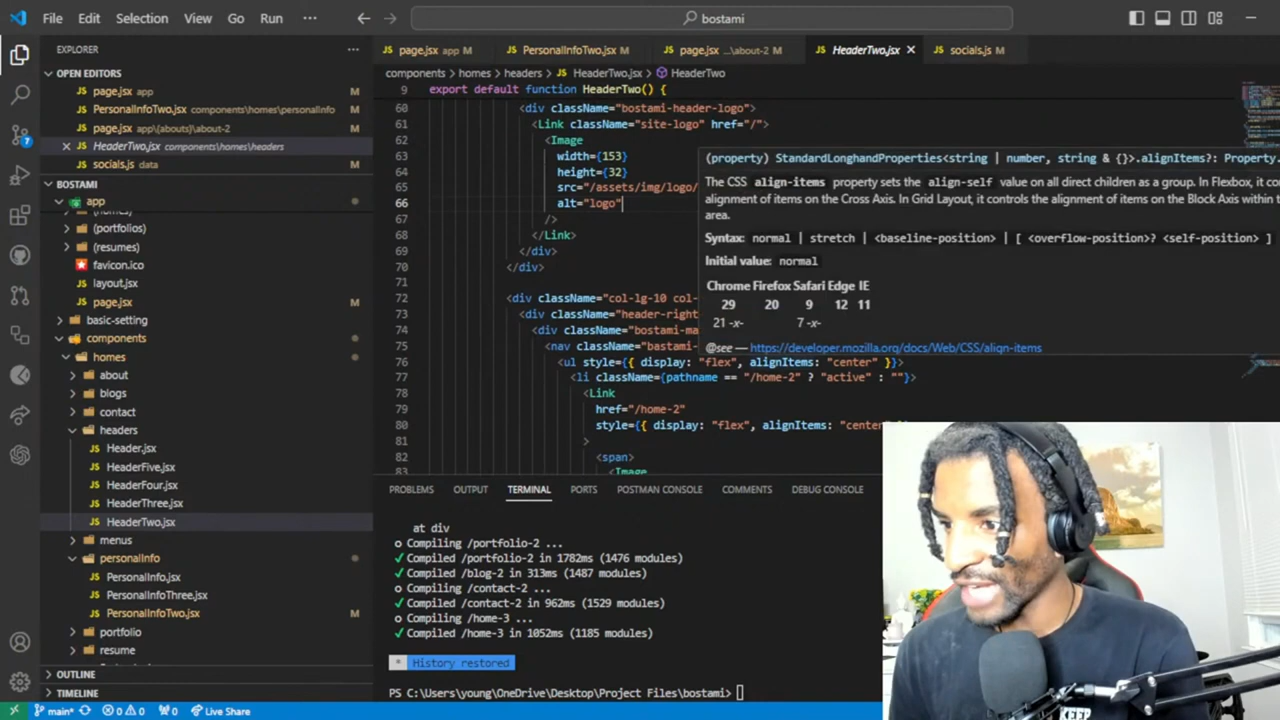 File Edit Selection View Go Run ··· bostami
EXPLORER
OPEN EDITORS
page.jsx app M
PersonalInfoTwo.jsx components\homes\personalinfo
page.jsx app\(abouts)\about-2 M
HeaderTwo.jsx components\homes\headers
socials.js data M
BOSTAMI
app
(portfolios)
(resumes)
favicon.ico
layout.jsx
page.jsx M
basic-setting
components
homes
about
blogs
contact
headers
Header.jsx
HeaderFive.jsx
HeaderFour.jsx
HeaderThree.jsx
HeaderTwo.jsx
menus
personalInfo
PersonalInfo.jsx
PersonalInfoThree.jsx
PersonalInfoTwo.jsx M
portfolio
resume
OUTLINE
TIMELINE
page.jsx app M PersonalInfoTwo.jsx M page.jsx ...\about-2 M HeaderTwo.jsx socials.js M
components > homes > headers > HeaderTwo.jsx > HeaderTwo
9 export default function HeaderTwo() {
60 <div className="bostami-header-logo">
61 <Link className="site-logo" href="/">
62 <Image
63 width={153}
64 height={32}
65 src="/assets/img/logo/
66 alt="logo"
67 />
68 </Link>
69 </div>
70 </div>
71
72 <div className="col-lg-10 col-
73 <div className="header-right
74 <div className="bostami-ma
75 <nav className="bastami-
76 <ul style={{ display: "flex", alignItems: "center" }}>
77 <li className={pathname == "/home-2" ? "active" : ""}>
78 <Link
79 href="/home-2"
80 style={{ display: "flex", alignItems: "center
81 >
82 <span>
83 <Image
(property) StandardLonghandProperties<string | number, string & {}>.alignItems?: Property.
The CSS align-items property sets the align-self value on all direct children as a group. In Flexbox, it co
alignment of items on the Cross Axis. In Grid Layout, it controls the alignment of items on the Block Axis within
area.
Syntax: normal | stretch | <baseline-position> | [ <overflow-position>? <self-position> ]
Initial value: normal
Chrome Firefox Safari Edge IE
29 20 9 12 11
21 -x- 7 -x-
@see — https://developer.mozilla.org/docs/Web/CSS/align-items
PROBLEMS OUTPUT TERMINAL PORTS POSTMAN CONSOLE COMMENTS DEBUG CONSOLE
at div
○ Compiling /portfolio-2 ...
✓ Compiled /portfolio-2 in 1782ms (1476 modules)
✓ Compiled /blog-2 in 313ms (1487 modules)
○ Compiling /contact-2 ...
✓ Compiled /contact-2 in 962ms (1529 modules)
○ Compiling /home-3 ...
✓ Compiled /home-3 in 1052ms (1185 modules)
* History restored
PS C:\Users\young\OneDrive\Desktop\Project Files\bostami>
KEEP
main* 0 0 0 Live Share